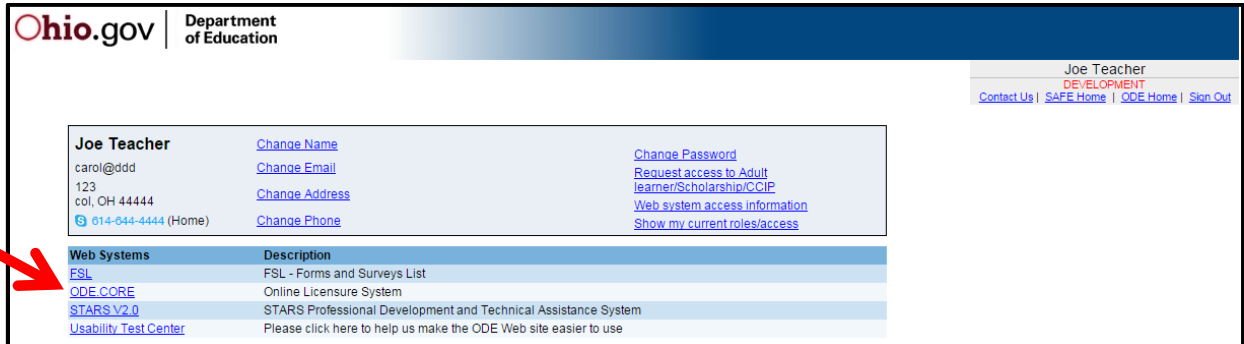 Ohio.gov Department of Education
Joe Teacher
DEVELOPMENT
Contact Us | SAFE Home | ODE Home | Sign Out
Joe Teacher Change Name
Change Password
carol@ddd Change Email
Request access to Adult learner/Scholarship/CCIP
123
col, OH 44444 Change Address
Web system access information
614-644-4444 (Home) Change Phone
Show my current roles/access
Web Systems Description
FSL FSL - Forms and Surveys List
ODE.CORE Online Licensure System
STARS V2.0 STARS Professional Development and Technical Assistance System
Usability Test Center Please click here to help us make the ODE Web site easier to use